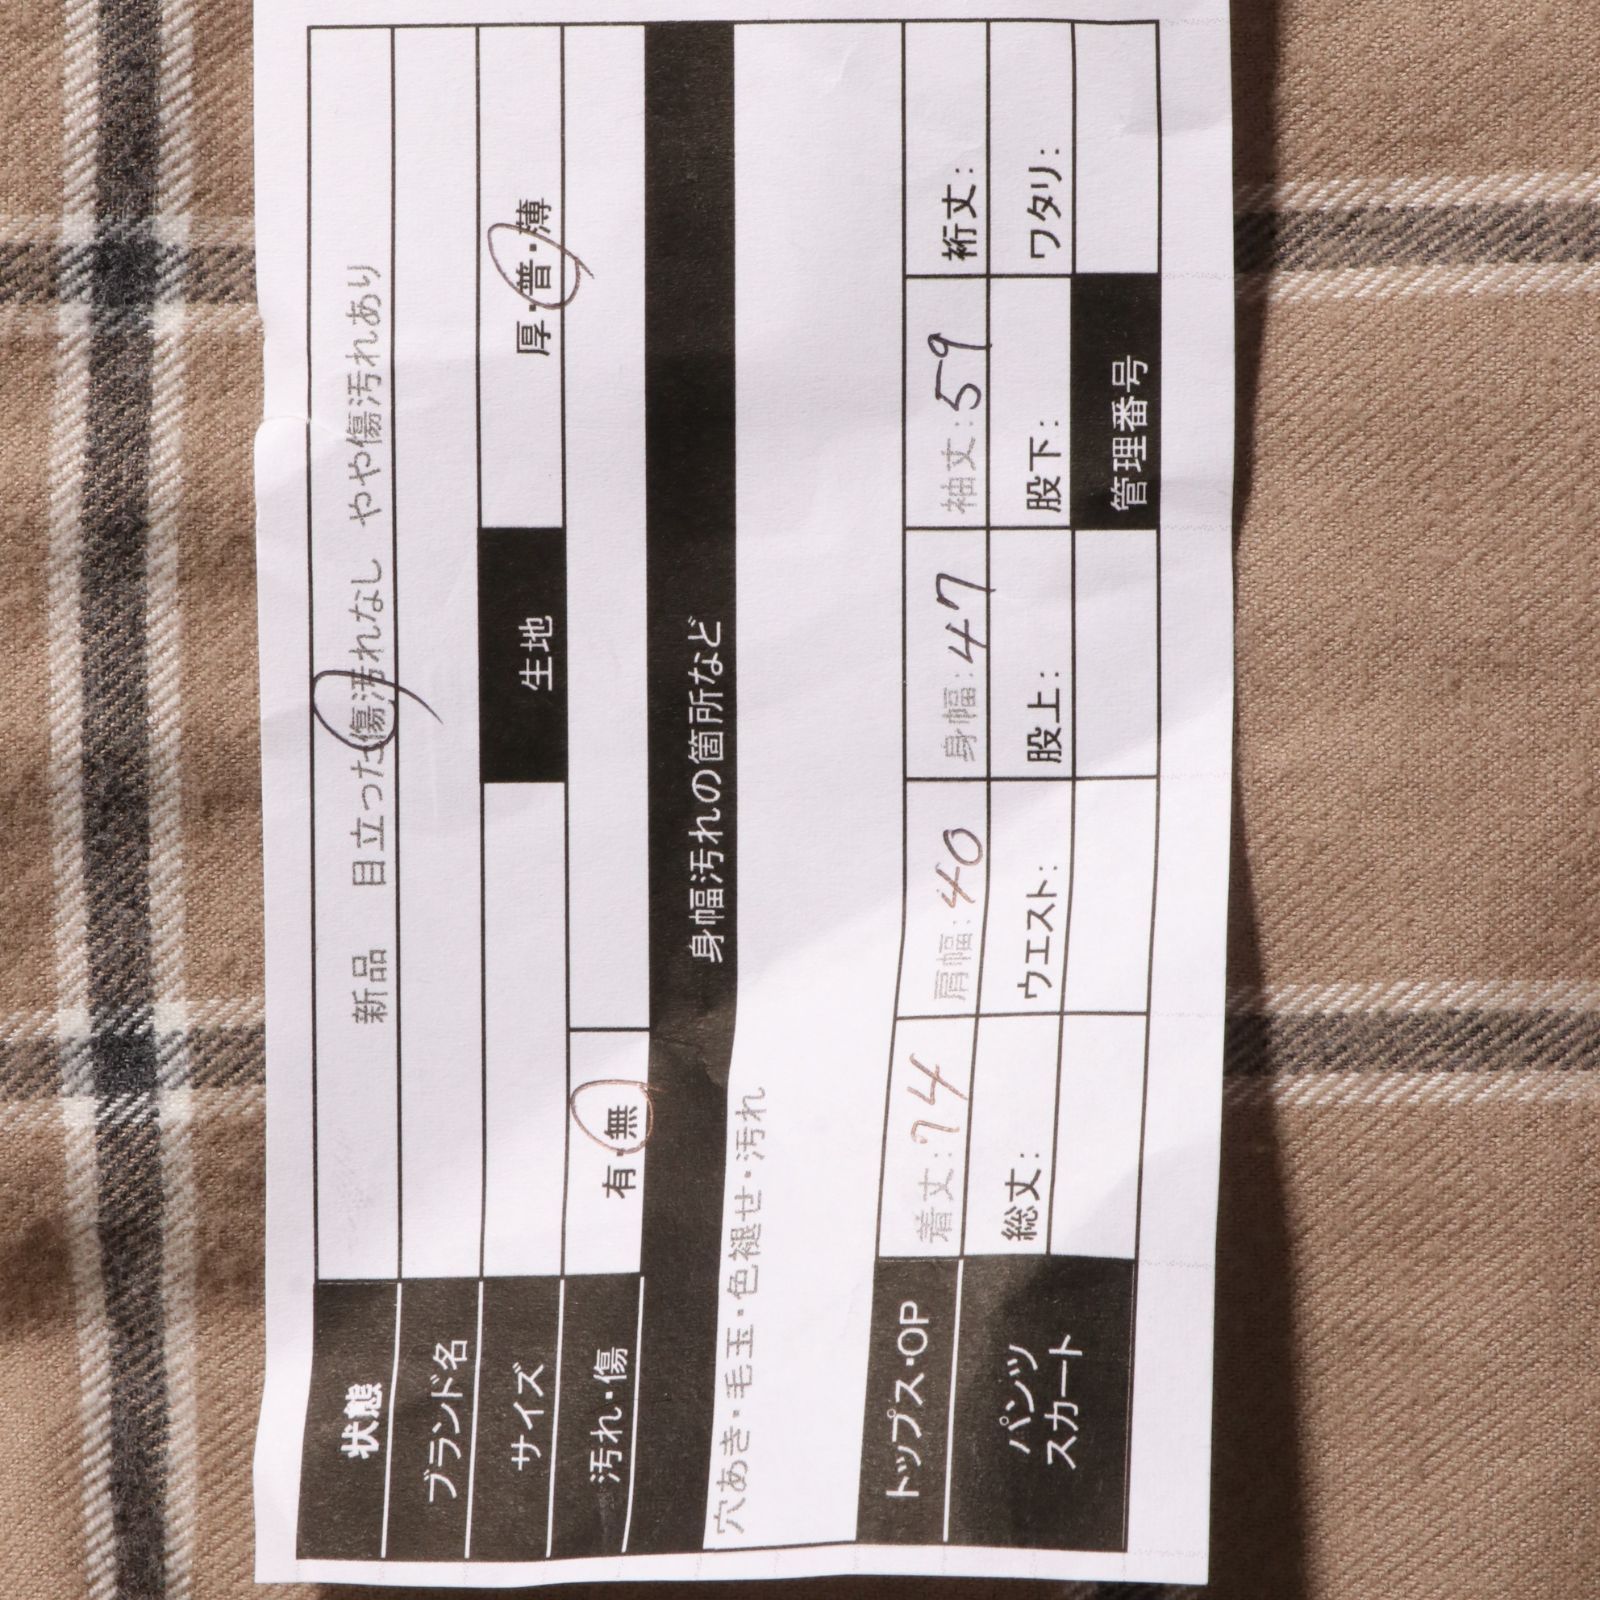 状態 新品 目立った傷汚れなし やや傷汚れあり
ブランド名
サイズ 生地 厚・普・薄
汚れ・傷 有・無
身幅汚れの箇所など
穴あき・毛玉・色褪せ・汚れ
トップス・OP 着丈:74 肩幅:40 身幅:47 袖丈:59 裄丈:
パンツ スカート 総丈: ウエスト: 股上: 股下: ワタリ:
管理番号